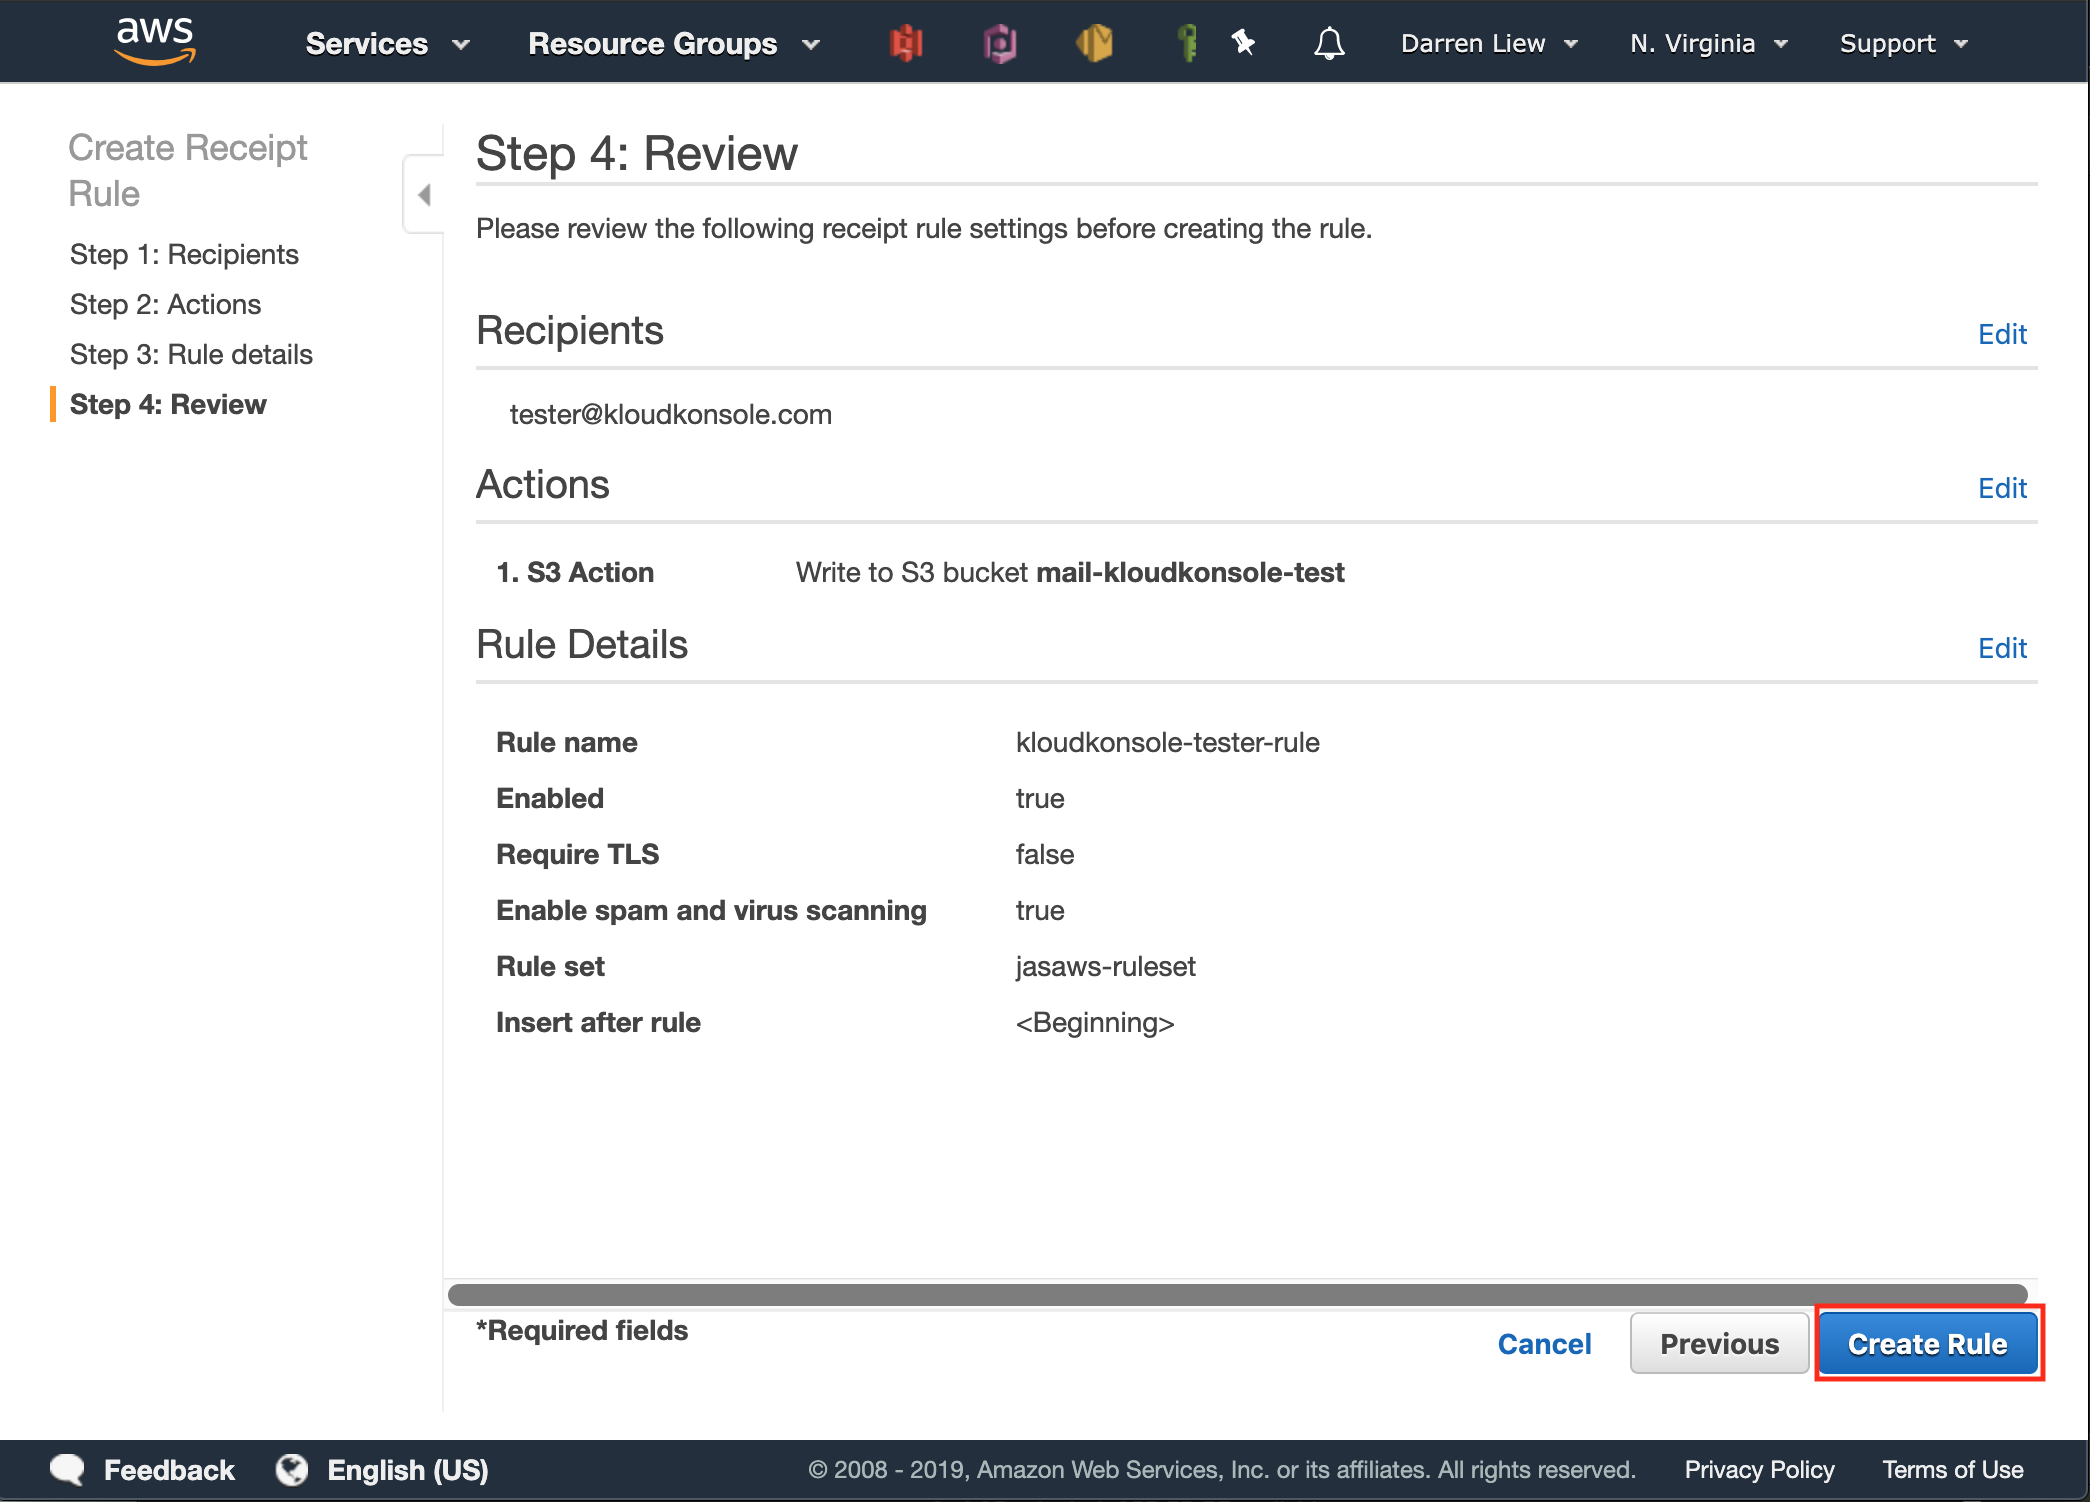 aws
Services
Resource Groups
Darren Liew
N. Virginia
Support
Create Receipt
Rule
Step 1: Recipients
Step 2: Actions
Step 3: Rule details
Step 4: Review
Step 4: Review
Please review the following receipt rule settings before creating the rule.
Recipients Edit
tester@kloudkonsole.com
Actions Edit
1. S3 Action Write to S3 bucket mail-kloudkonsole-test
Rule Details Edit
Rule name kloudkonsole-tester-rule
Enabled true
Require TLS false
Enable spam and virus scanning true
Rule set jasaws-ruleset
Insert after rule <Beginning>
*Required fields
Cancel Previous Create Rule
Feedback English (US) © 2008 - 2019, Amazon Web Services, Inc. or its affiliates. All rights reserved. Privacy Policy Terms of Use